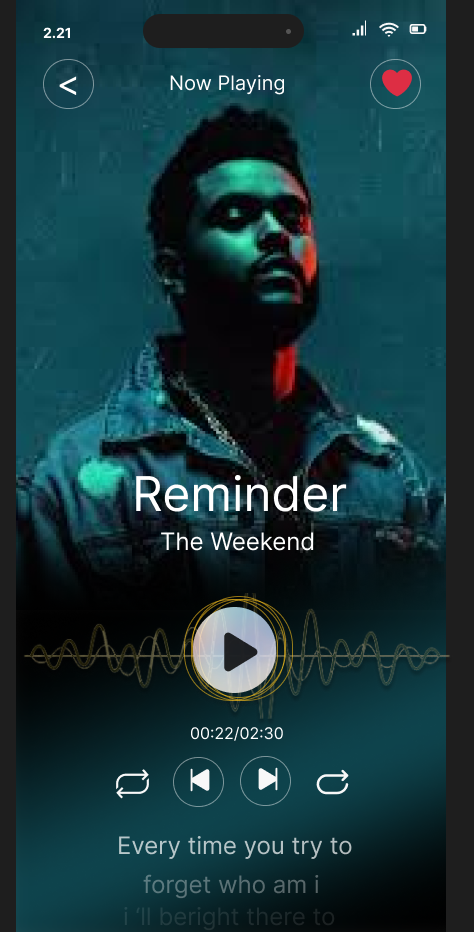 2.21
<
Now Playing
Reminder
The Weekend
00:22/02:30
Every time you try to
forget who am i
i 'll beright there to